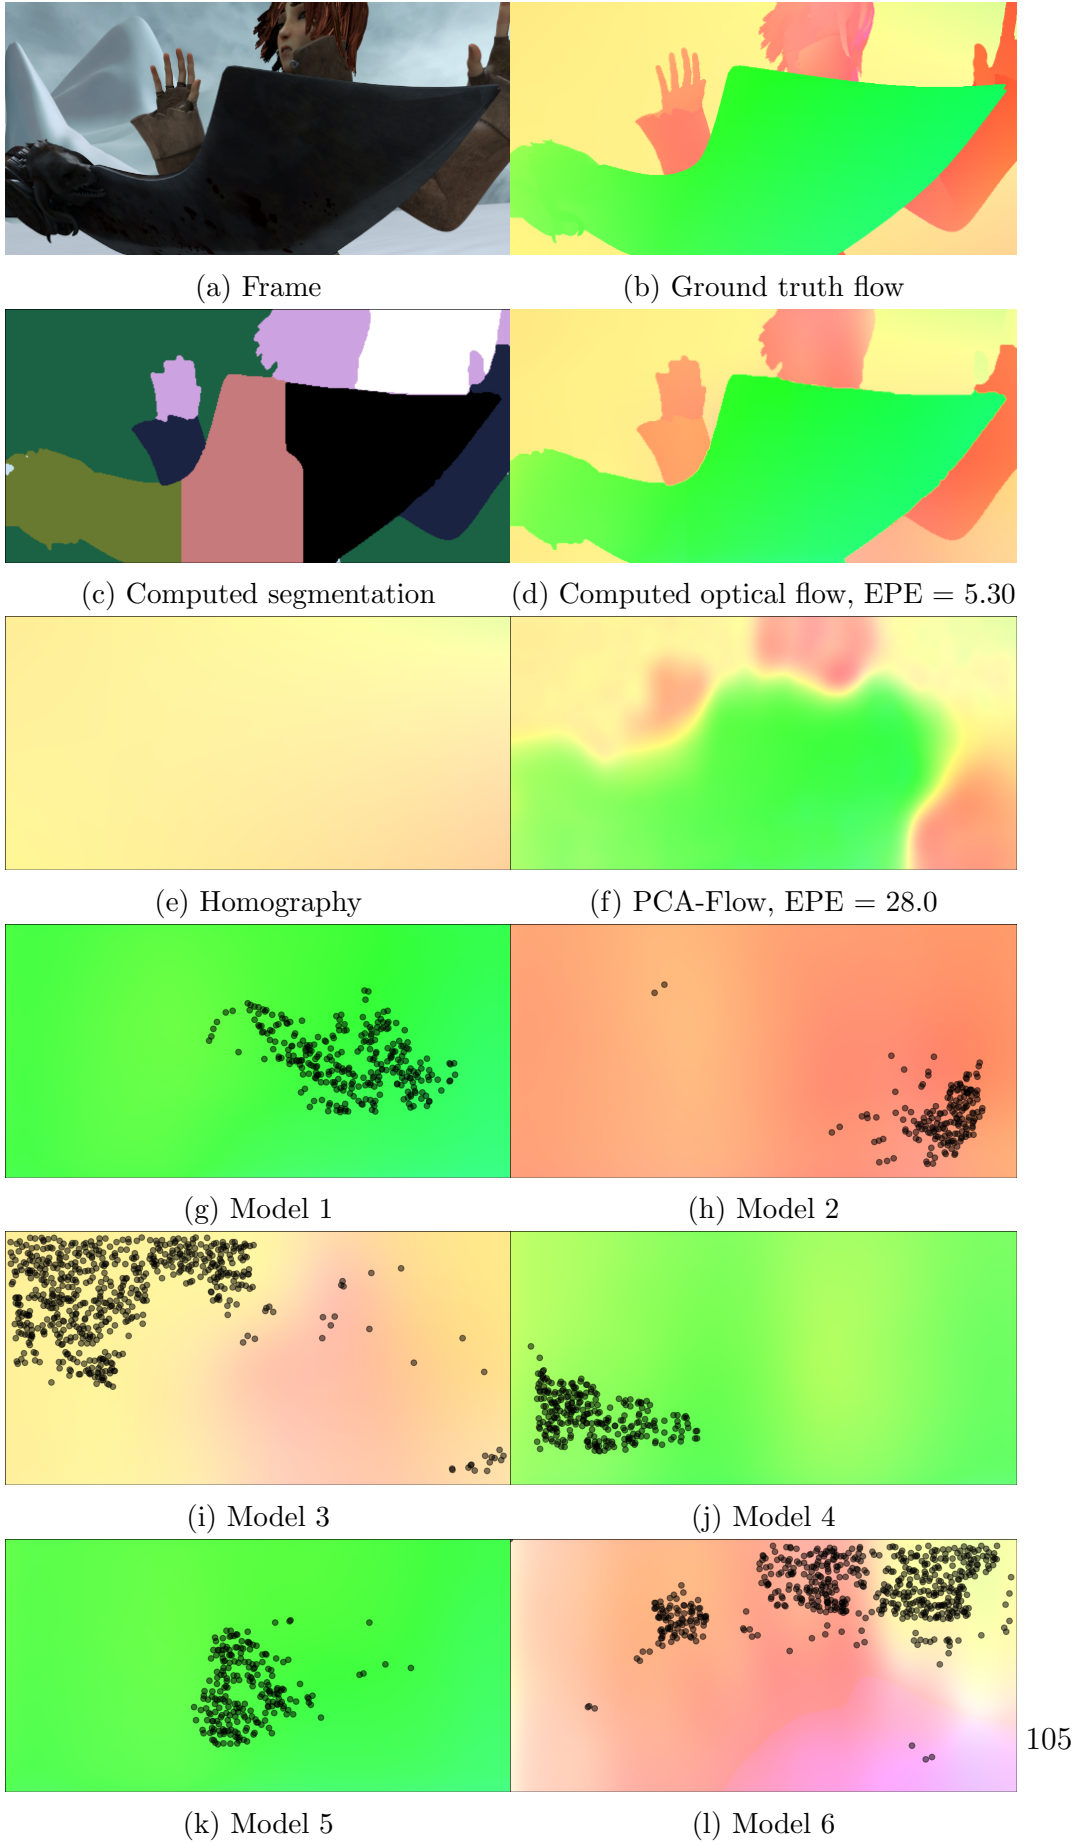 (a) Frame
(b) Ground truth flow
(c) Computed segmentation
(d) Computed optical flow, EPE = 5.30
(e) Homography
(f) PCA-Flow, EPE = 28.0
(g) Model 1
(h) Model 2
(i) Model 3
(j) Model 4
105
(k) Model 5
(l) Model 6